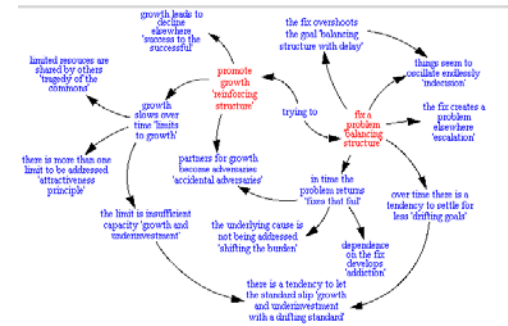 growth leads to
decline
elsewhere
'success to the
successful'
the fix overshoots
the goal 'balancing
structure with delay'
limited resouces are
shared by others
'tragedy of the
commons'
promote
growth
'reinforcing
structure'
things seem to
oscillate endlessly
'indecision'
growth
slows over
time 'limits
to growth'
trying to
fix a
problem
'balancing
structure'
the fix creates a
problem
elsewhere
'escalation'
there is more than one
limit to be addressed
'attractiveness
principle'
partners for growth
become adversaries
'accidental adversaries'
in time the
problem returns
'fixes that fail'
over time there is a
tendency to settle for
less 'drifting goals'
the limit is insufficient
capacity 'growth and
underinvestment'
the underlying cause is
not being addressed
'shifting the burden'
dependence
on the fix
develops
'addiction'
there is a tendency to let
the standard slip 'growth
and underinvestment
with a drifting standard'